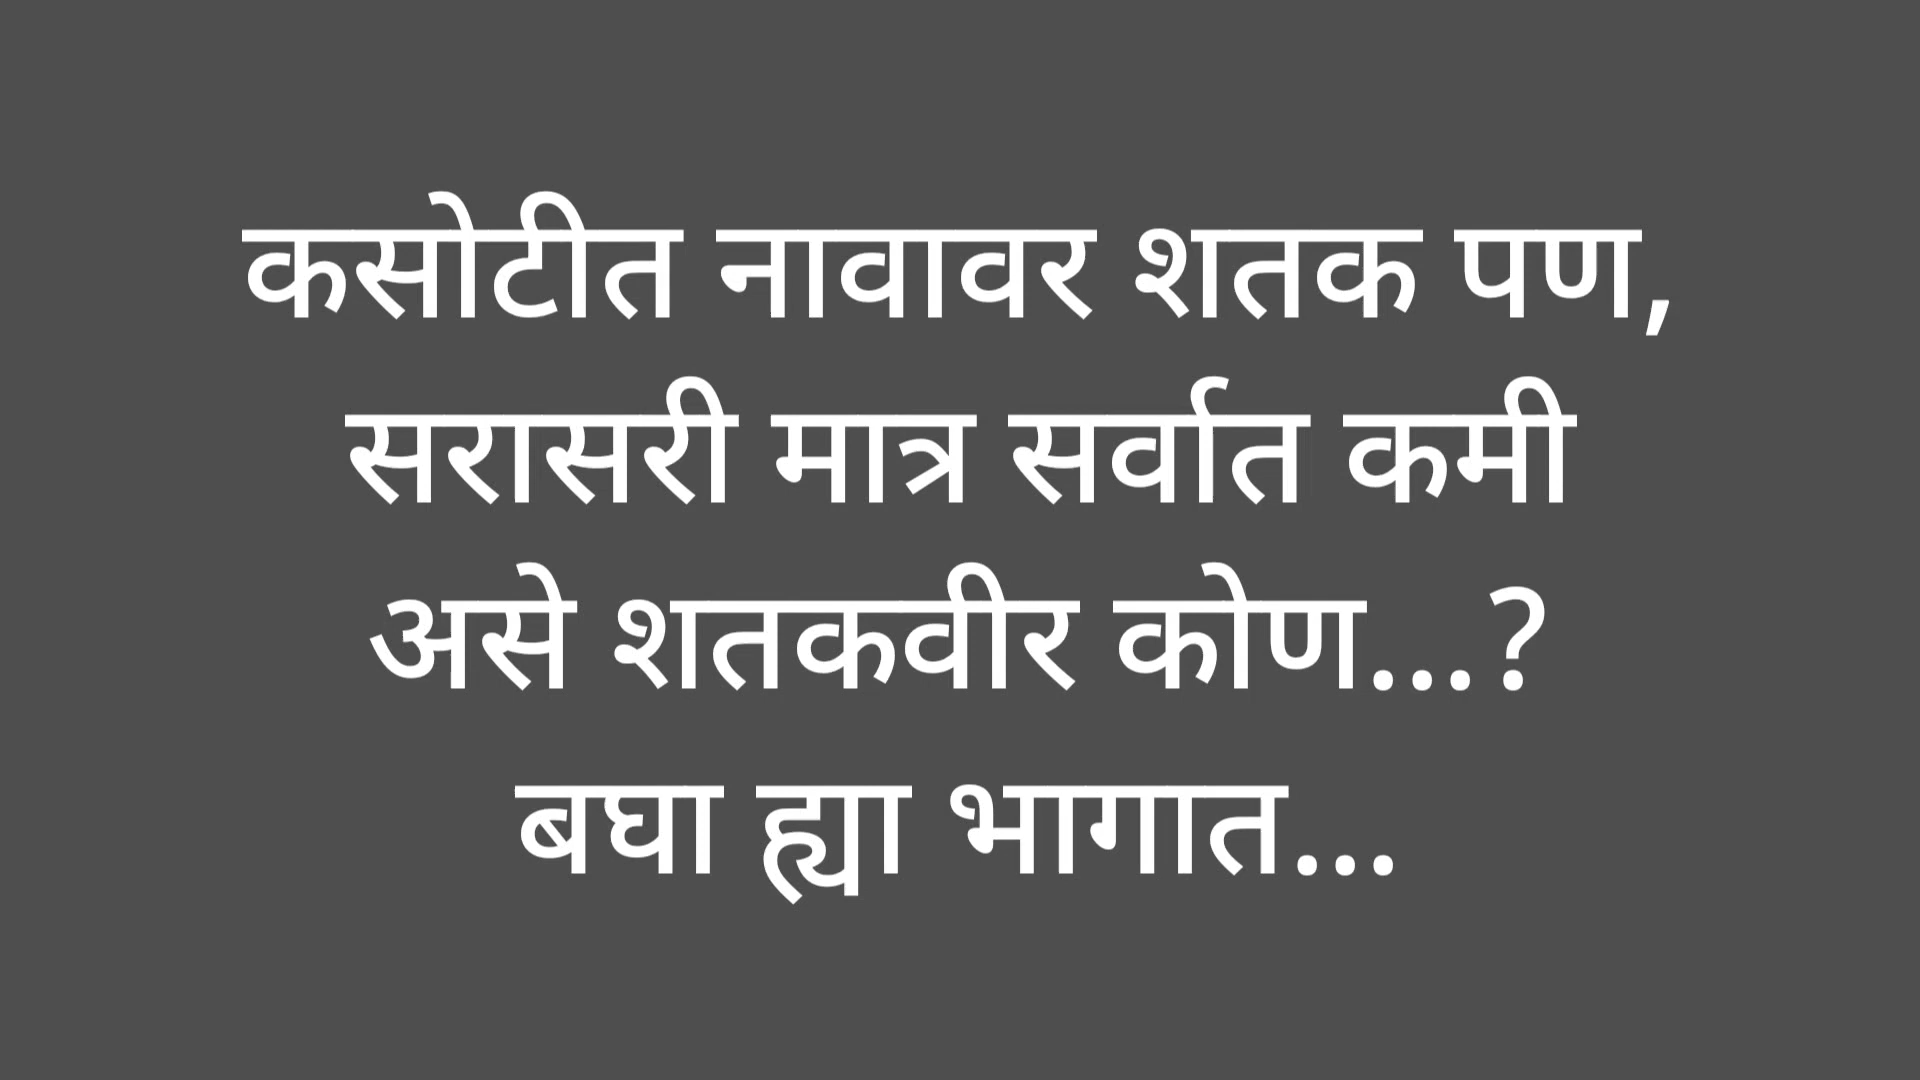 कसोटीत नावावर शतक पण,
सरासरी मात्र सर्वात कमी
असे शतकवीर कोण...?
बघा ह्या भागात...